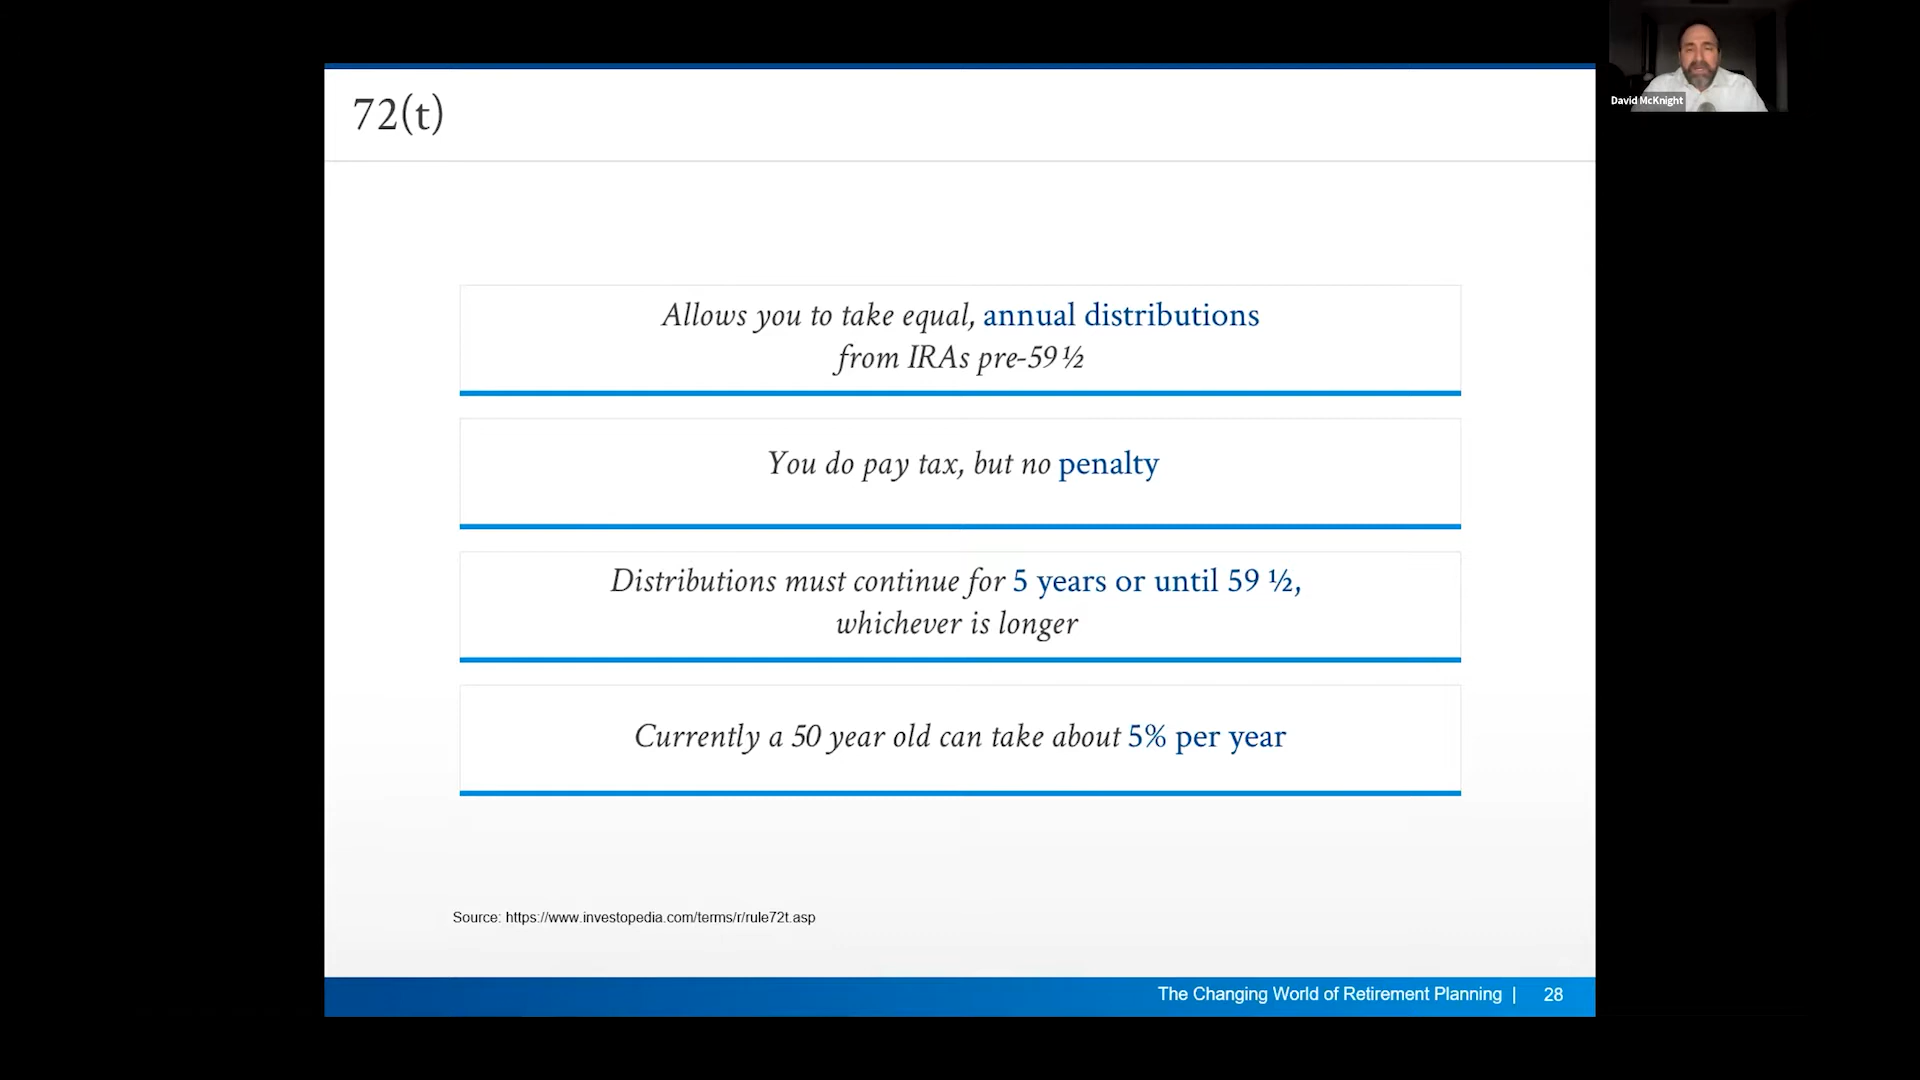 72(t)
David McKnight
Allows you to take equal, annual distributions
from IRAs pre-59 ½
You do pay tax, but no penalty
Distributions must continue for 5 years or until 59 ½,
whichever is longer
Currently a 50 year old can take about 5% per year
Source: https://www.investopedia.com/terms/r/rule72t.asp
The Changing World of Retirement Planning | 28